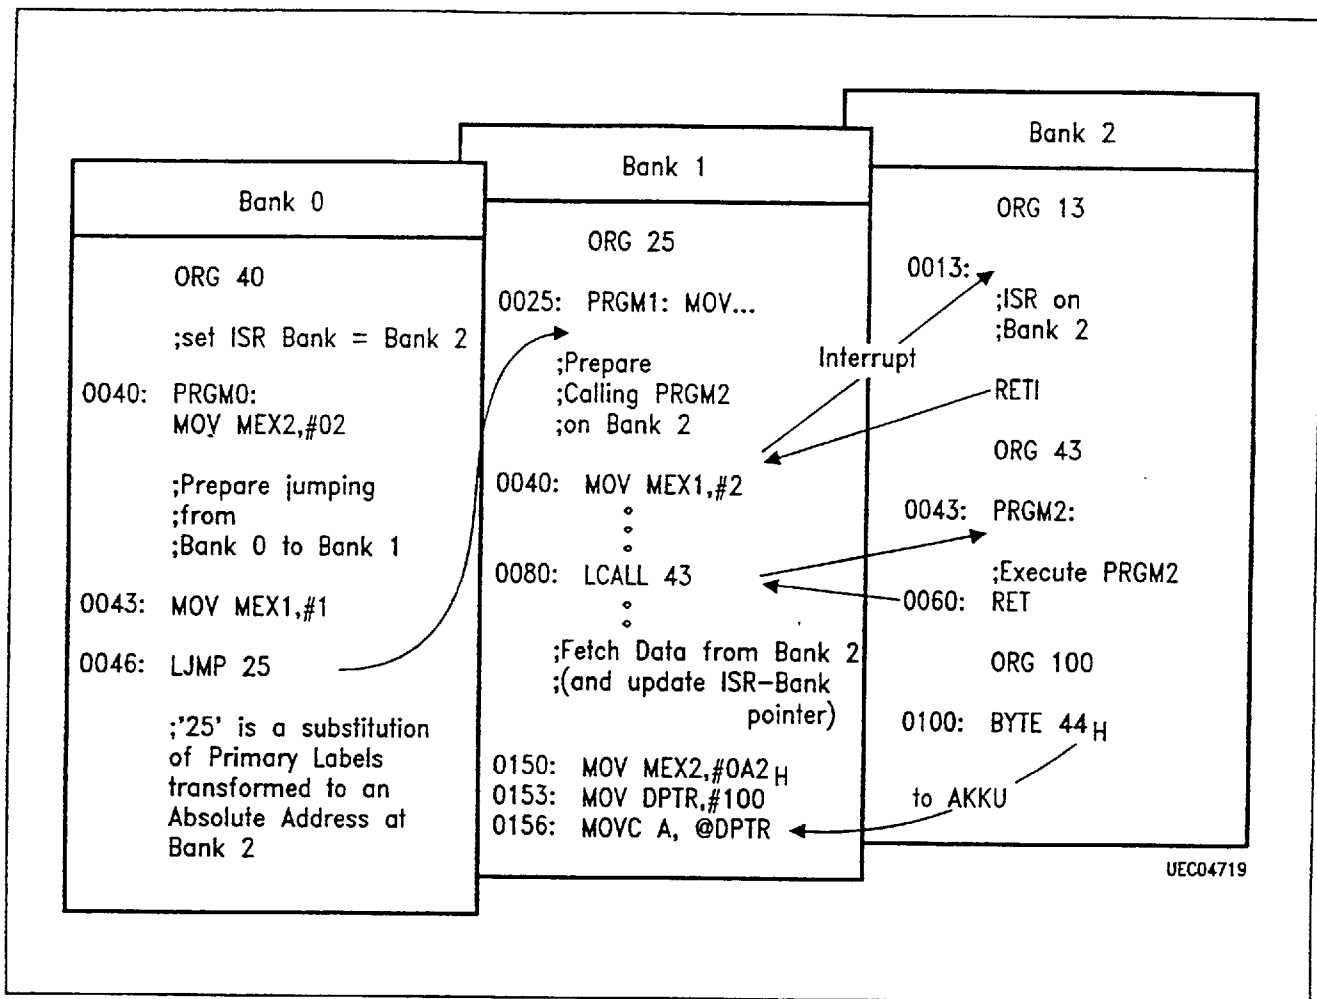 Bank 0
ORG 40
;set ISR Bank = Bank 2
0040: PRGM0:
MOV MEX2,#02
;Prepare jumping
;from
;Bank 0 to Bank 1
0043: MOV MEX1,#1
0046: LJMP 25
;'25' is a substitution
of Primary Labels
transformed to an
Absolute Address at
Bank 2
Bank 1
ORG 25
0025: PRGM1: MOV...
;Prepare
;Calling PRGM2
;on Bank 2
0040: MOV MEX1,#2
0080: LCALL 43
;Fetch Data from Bank 2
;(and update ISR-Bank
pointer)
0150: MOV MEX2,#0A2H
0153: MOV DPTR,#100
0156: MOVC A, @DPTR
Interrupt
Bank 2
ORG 13
0013:
;ISR on
;Bank 2
RETI
ORG 43
0043: PRGM2:
;Execute PRGM2
0060: RET
ORG 100
0100: BYTE 44H
to AKKU
UEC04719